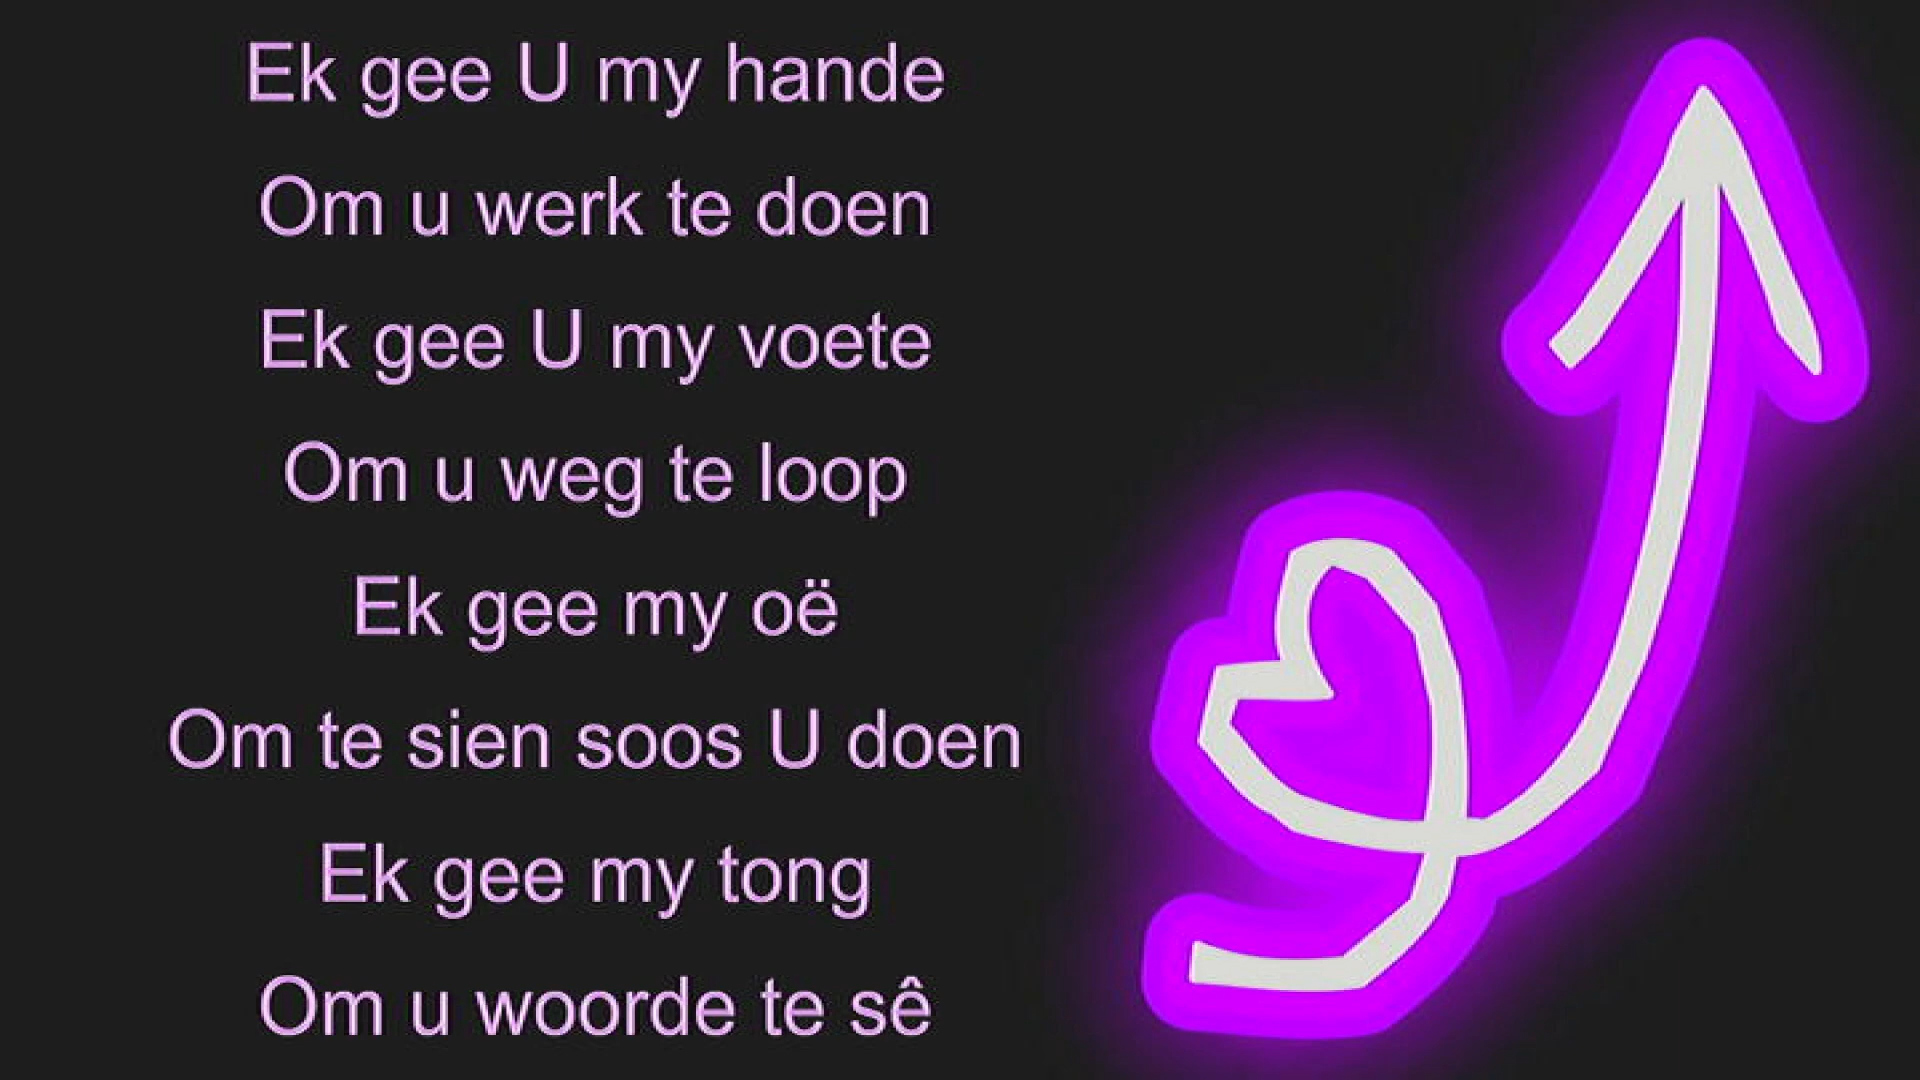 Ek gee U my hande
Om u werk te doen
Ek gee U my voete
Om u weg te loop
Ek gee my oë
Om te sien soos U doen
Ek gee my tong
Om u woorde te sê